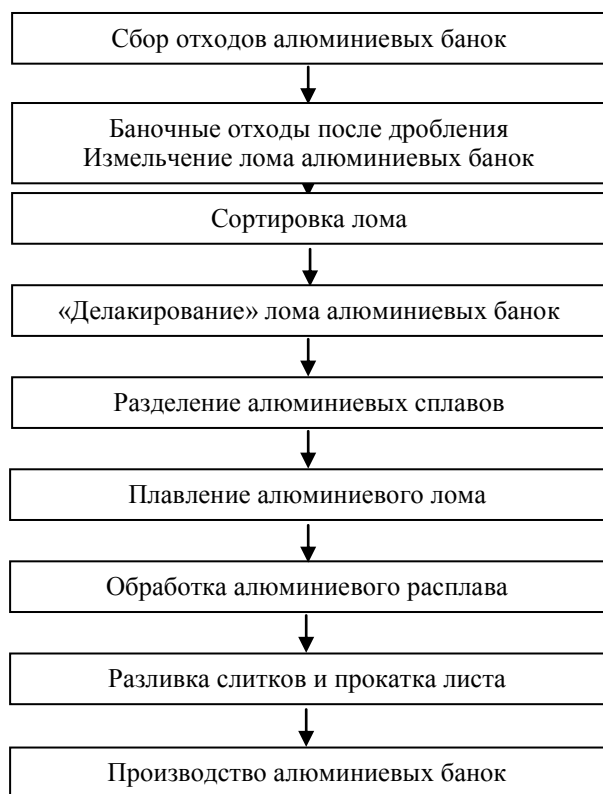 Сбор отходов алюминиевых банок
Баночные отходы после дробления
Измельчение лома алюминиевых банок
Сортировка лома
«Делакирование» лома алюминиевых банок
Разделение алюминиевых сплавов
Плавление алюминиевого лома
Обработка алюминиевого расплава
Разливка слитков и прокатка листа
Производство алюминиевых банок